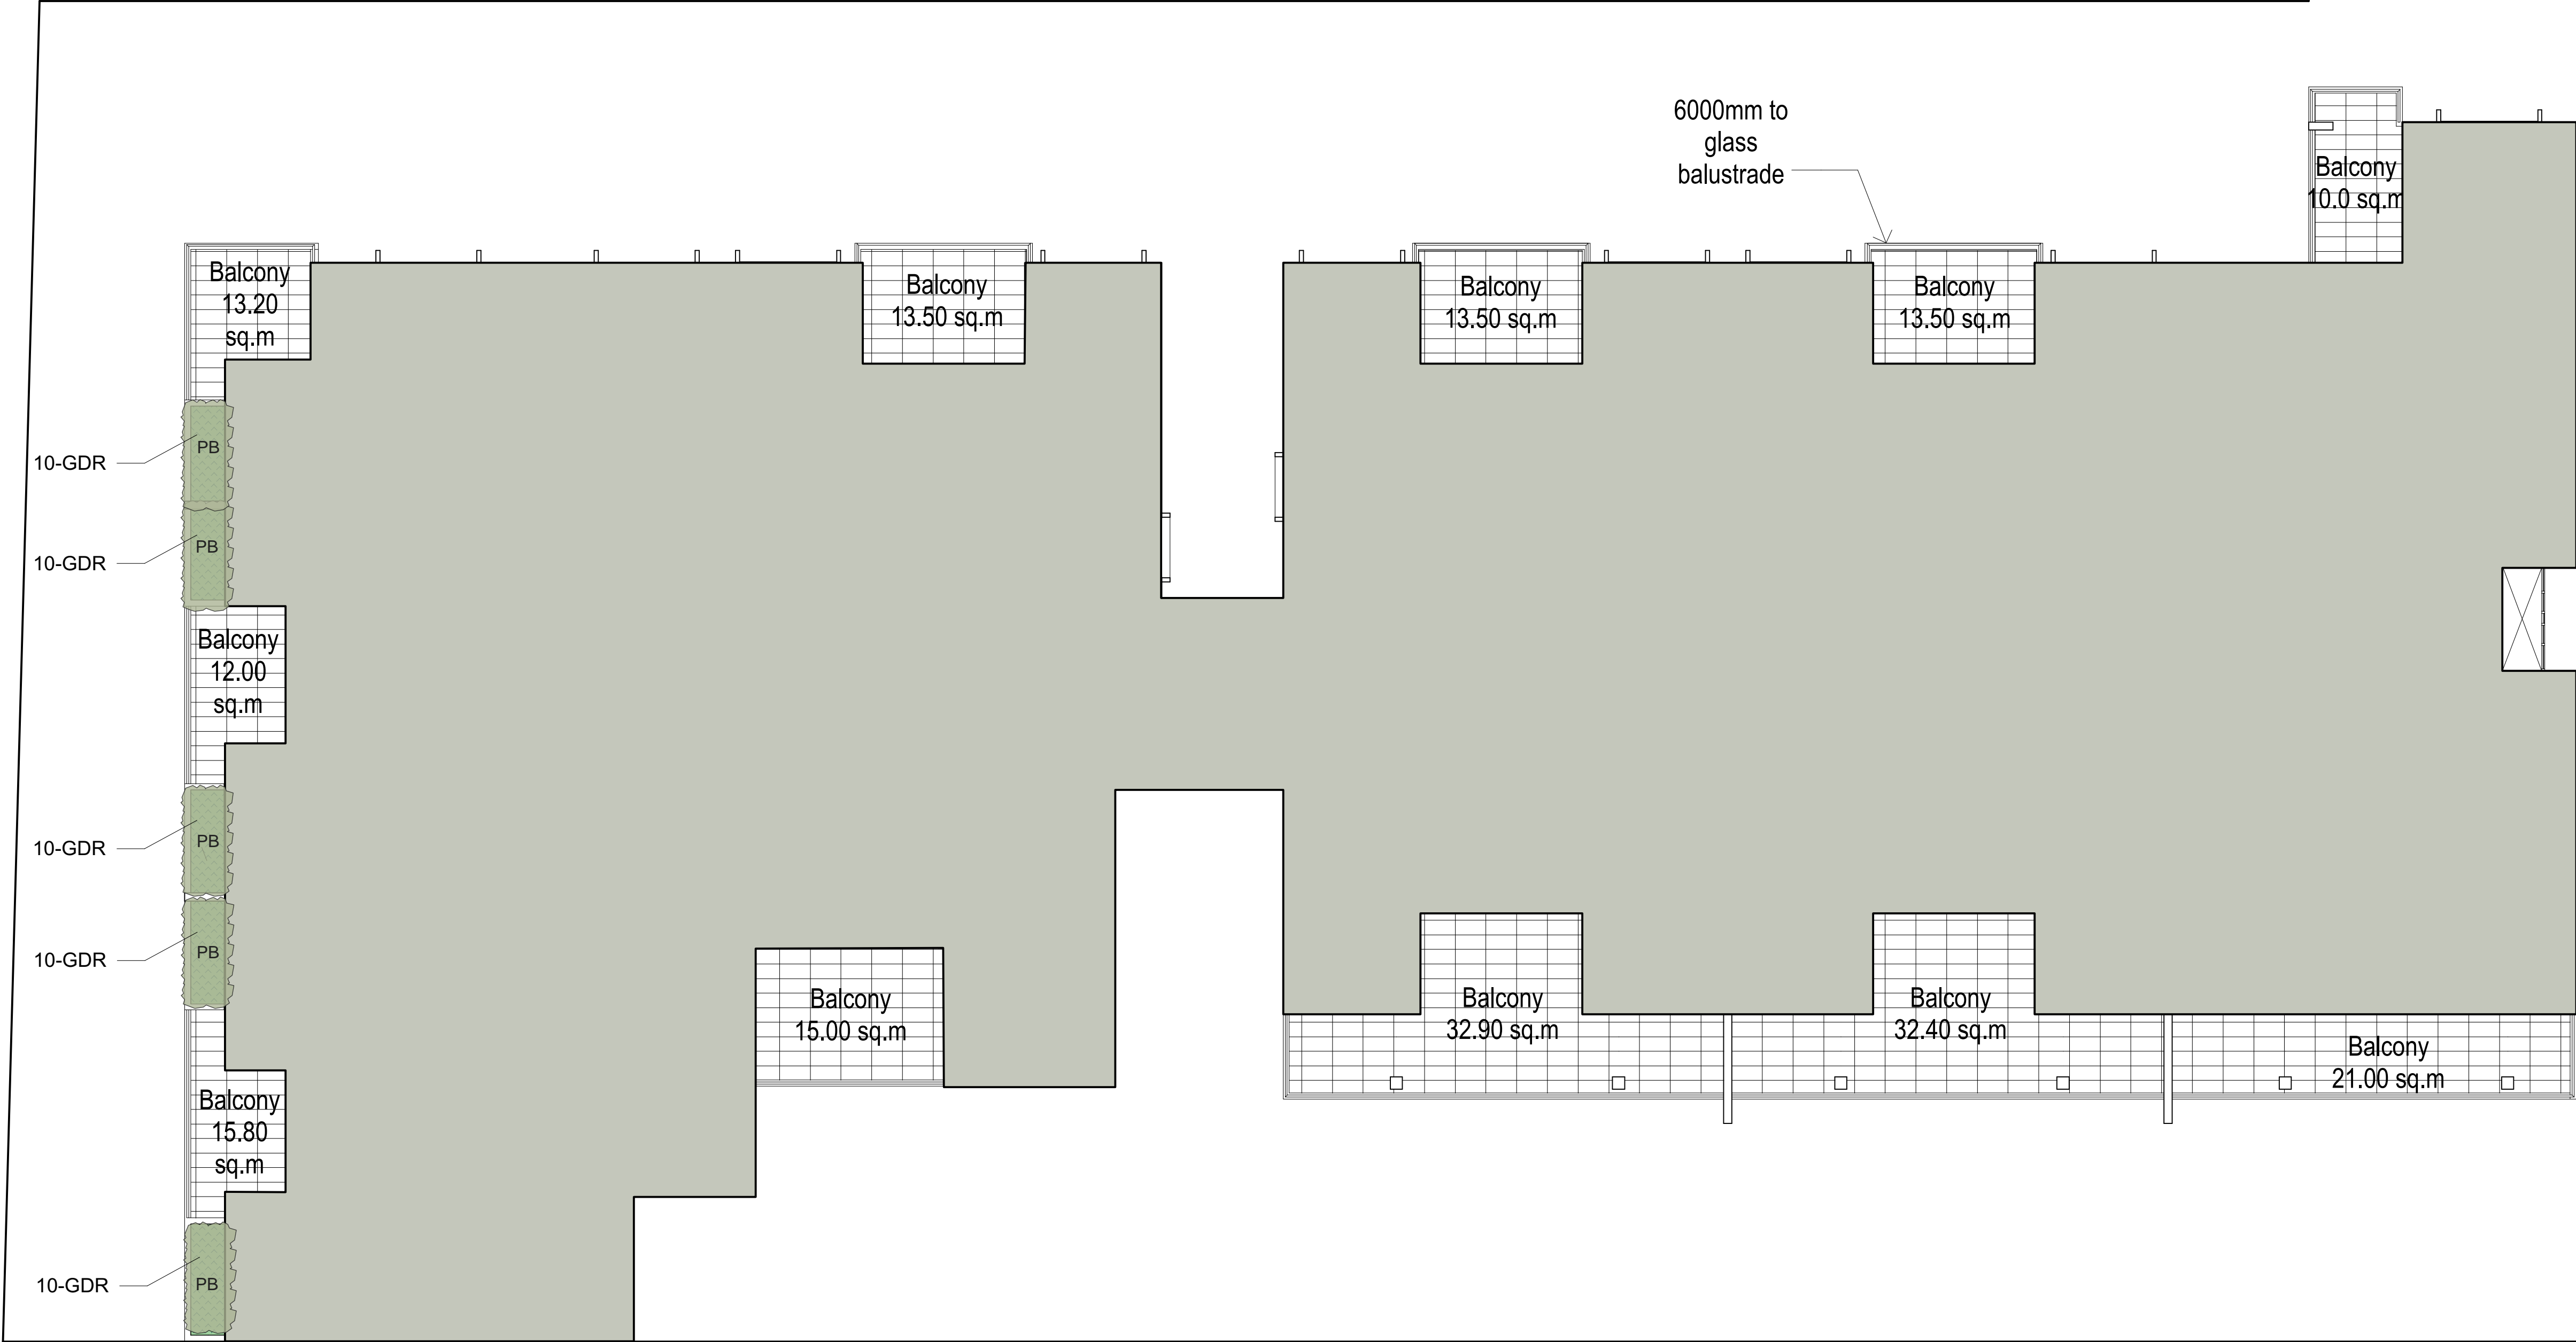 6000mm to
glass
balustrade
Balcony
10.0 sq.m
Balcony
13.20
sq.m
Balcony
13.50 sq.m
Balcony
13.50 sq.m
Balcony
13.50 sq.m
PB
10-GDR
PB
10-GDR
Balcony
12.00
sq.m
PB
10-GDR
PB
10-GDR
Balcony
15.00 sq.m
Balcony
32.90 sq.m
Balcony
32.40 sq.m
Balcony
21.00 sq.m
Balcony
15.80
sq.m
PB
10-GDR